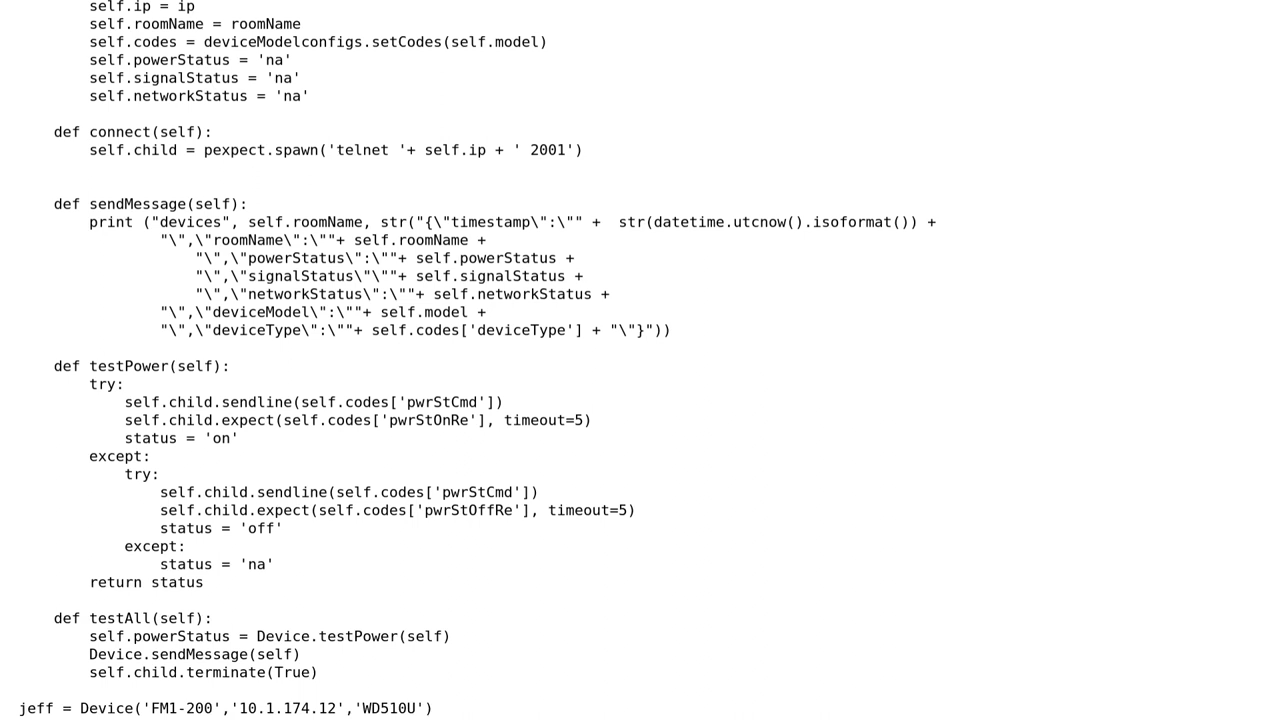 self.ip = ip
self.roomName = roomName
self.codes = deviceModelconfigs.setCodes(self.model)
self.powerStatus = 'na'
self.signalStatus = 'na'
self.networkStatus = 'na'
def connect(self):
self.child = pexpect.spawn('telnet '+ self.ip + ' 2001')
def sendMessage(self):
print ("devices", self.roomName, str("{\"timestamp\":\"" +  str(datetime.utcnow().isoformat()) +
"\",\"roomName\":\""+ self.roomName +
"\",\"powerStatus\":\""+ self.powerStatus +
"\",\"signalStatus\"\""+ self.signalStatus +
"\",\"networkStatus\":\""+ self.networkStatus +
"\",\"deviceModel\":\""+ self.model +
"\",\"deviceType\":\""+ self.codes['deviceType'] + "\"}"))
def testPower(self):
try:
self.child.sendline(self.codes['pwrStCmd'])
self.child.expect(self.codes['pwrStOnRe'], timeout=5)
status = 'on'
except:
try:
self.child.sendline(self.codes['pwrStCmd'])
self.child.expect(self.codes['pwrStOffRe'], timeout=5)
status = 'off'
except:
status = 'na'
return status
def testAll(self):
self.powerStatus = Device.testPower(self)
Device.sendMessage(self)
self.child.terminate(True)
jeff = Device('FM1-200','10.1.174.12','WD510U')